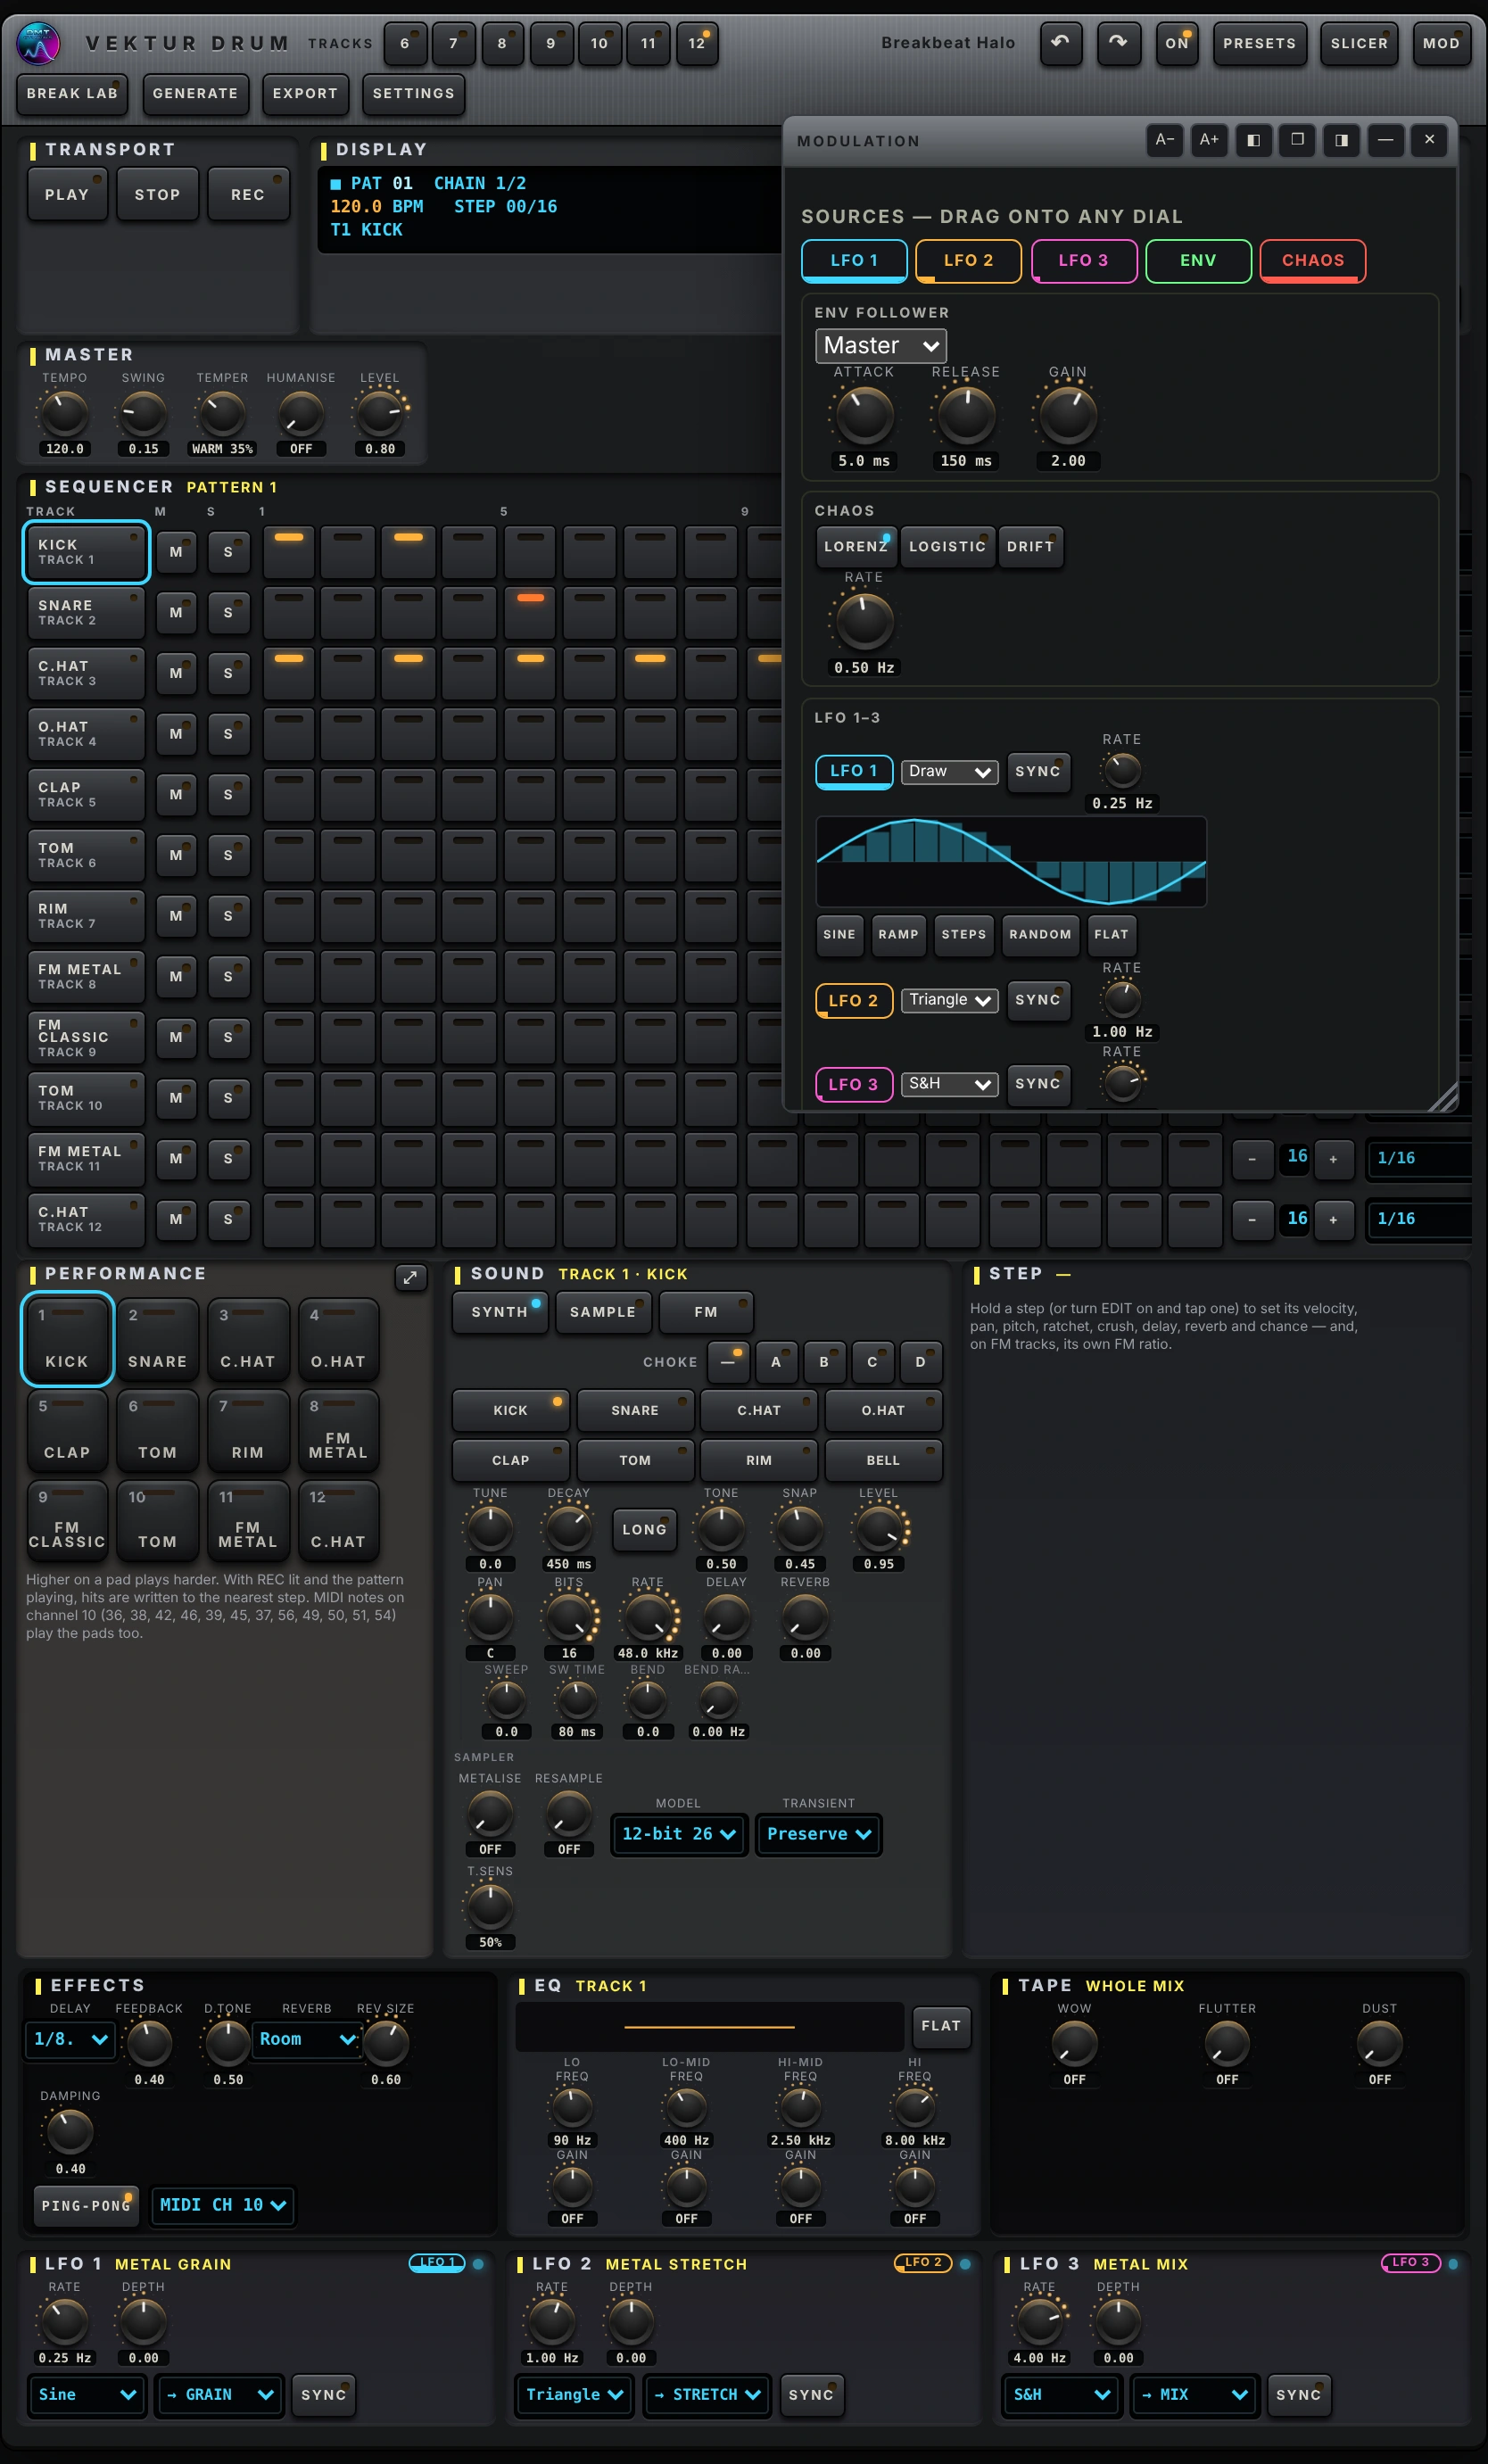 VEKTUR DRUM TRACKS 6 7 8 9 10 11 12 Breakbeat Halo ↶ ↷ ON PRESETS SLICER MOD
BREAK LAB GENERATE EXPORT SETTINGS
TRANSPORT
PLAY STOP REC
DISPLAY
■ PAT 01 CHAIN 1/2
120.0 BPM STEP 00/16
T1 KICK
MASTER
TEMPO SWING TEMPER HUMANISE LEVEL
120.0 0.15 WARM 35% OFF 0.80
SEQUENCER PATTERN 1
TRACK M S 1 5 9
KICK
TRACK 1
M S
SNARE
TRACK 2
M S
C.HAT
TRACK 3
M S
O.HAT
TRACK 4
M S
CLAP
TRACK 5
M S
TOM
TRACK 6
M S
RIM
TRACK 7
M S
FM METAL
TRACK 8
M S
FM
CLASSIC
TRACK 9
M S
TOM
TRACK 10
M S
FM METAL
TRACK 11
M S − 16 + 1/16
C.HAT
TRACK 12
M S − 16 + 1/16
MODULATION A− A+ — ✕
SOURCES — DRAG ONTO ANY DIAL
LFO 1 LFO 2 LFO 3 ENV CHAOS
ENV FOLLOWER
Master
ATTACK RELEASE GAIN
5.0 ms 150 ms 2.00
CHAOS
LORENZ LOGISTIC DRIFT
RATE
0.50 Hz
LFO 1–3
RATE
LFO 1 Draw SYNC
0.25 Hz
SINE RAMP STEPS RANDOM FLAT
RATE
LFO 2 Triangle SYNC
1.00 Hz
RATE
LFO 3 S&H SYNC
PERFORMANCE
1 2 3 4
KICK SNARE C.HAT O.HAT
5 6 7 8
CLAP TOM RIM FM METAL
9 10 11 12
FM CLASSIC TOM FM METAL C.HAT
Higher on a pad plays harder. With REC lit and the pattern
playing, hits are written to the nearest step. MIDI notes on
channel 10 (36, 38, 42, 46, 39, 45, 37, 56, 49, 50, 51, 54)
play the pads too.
SOUND TRACK 1 · KICK
SYNTH SAMPLE FM
CHOKE — A B C D
KICK SNARE C.HAT O.HAT
CLAP TOM RIM BELL
TUNE DECAY LONG TONE SNAP LEVEL
0.0 450 ms 0.50 0.45 0.95
PAN BITS RATE DELAY REVERB
C 16 48.0 kHz 0.00 0.00
SWEEP SW TIME BEND BEND RA…
0.0 80 ms 0.0 0.00 Hz
SAMPLER
METALISE RESAMPLE MODEL TRANSIENT
12-bit 26 Preserve
OFF OFF
T.SENS
50%
STEP —
Hold a step (or turn EDIT on and tap one) to set its velocity,
pan, pitch, ratchet, crush, delay, reverb and chance — and,
on FM tracks, its own FM ratio.
EFFECTS
DELAY FEEDBACK D.TONE REVERB REV SIZE
1/8. Room
0.40 0.50 0.60
DAMPING
0.40
PING-PONG MIDI CH 10
EQ TRACK 1
FLAT
LO LO-MID HI-MID HI
FREQ FREQ FREQ FREQ
90 Hz 400 Hz 2.50 kHz 8.00 kHz
GAIN GAIN GAIN GAIN
OFF OFF OFF OFF
TAPE WHOLE MIX
WOW FLUTTER DUST
OFF OFF OFF
LFO 1 METAL GRAIN LFO 1
RATE DEPTH
0.25 Hz 0.00
Sine → GRAIN SYNC
LFO 2 METAL STRETCH LFO 2
RATE DEPTH
1.00 Hz 0.00
Triangle → STRETCH SYNC
LFO 3 METAL MIX LFO 3
RATE DEPTH
4.00 Hz 0.00
S&H → MIX SYNC